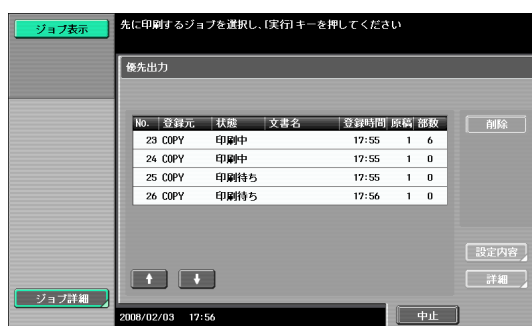 ジョブ表示
先に印刷するジョブを選択し、[実行]キーを押してください
優先出力
No. 登録元 状態 文書名 登録時間 原稿 部数
23 COPY 印刷中 17:55 1 6
24 COPY 印刷中 17:55 1 0
25 COPY 印刷待ち 17:55 1 0
26 COPY 印刷待ち 17:56 1 0
削除
設定内容
詳細
ジョブ詳細
2008/02/03 17:56
中止